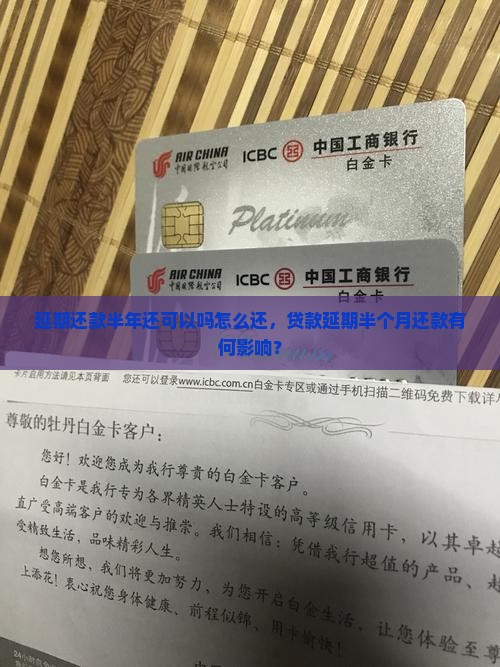 AIR CHINA
中国国际航空公司
ICBC 中国工商银行
白金卡
Platinum
AIR CHINA
中国国际航空公司
ICBC 中国工商银行
白金卡
延期还款半年还可以吗怎么还，贷款延期半个月还款有
何影响？
卡片启用方法请见本页背面 您还可以登录www.icbc.com.cn白金卡专区或通过手机扫描二维码免费下载详
尊敬的牡丹白金卡客户：
您好！欢迎您成为我行尊贵的白金卡客户。
白金卡是我行专为各界精英人士特设的高等级信用卡，以其卓越
直广受高端客户的欢迎与推崇。我们相信：凭借我行超值的产品、超
受精致生活，品味精彩人生。
想您所想，我们将更加努力，为您开启白金生活，让您体验至尊
上添花！衷心祝您身体健康、前程似锦、用卡愉快！
24小时